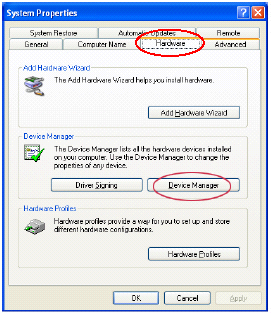 System Properties
System Restore Automatic Updates Remote
General Computer Name Hardware Advanced
Add Hardware Wizard
The Add Hardware Wizard helps you install hardware.
Add Hardware Wizard
Device Manager
The Device Manager lists all the hardware devices installed
on your computer. Use the Device Manager to change the
properties of any device.
Driver Signing Device Manager
Hardware Profiles
Hardware profiles provide a way for you to set up and store
different hardware configurations.
Hardware Profiles
OK Cancel Apply